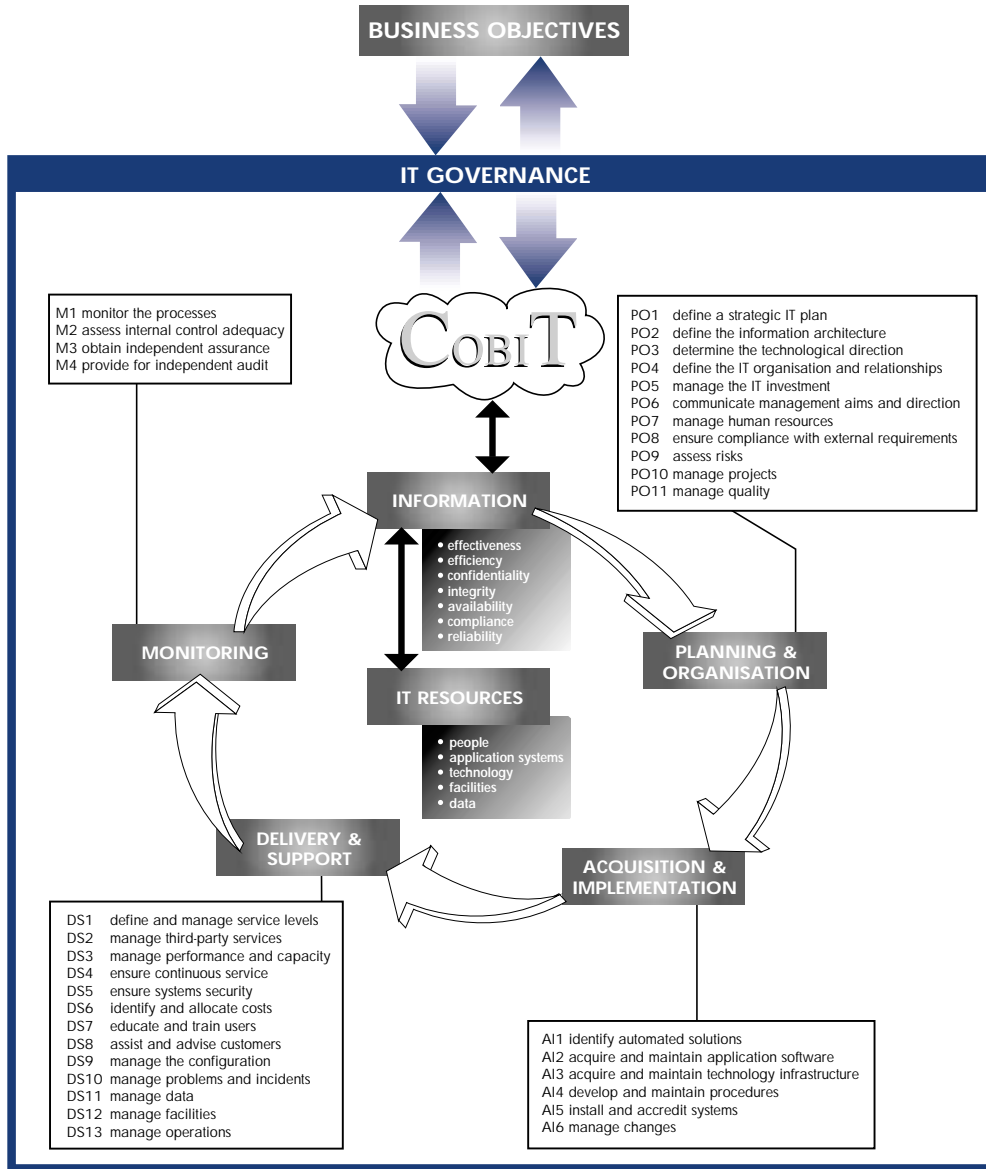 BUSINESS OBJECTIVES
IT GOVERNANCE
COBIT
M1 monitor the processes
M2 assess internal control adequacy
M3 obtain independent assurance
M4 provide for independent audit
PO1 define a strategic IT plan
PO2 define the information architecture
PO3 determine the technological direction
PO4 define the IT organisation and relationships
PO5 manage the IT investment
PO6 communicate management aims and direction
PO7 manage human resources
PO8 ensure compliance with external requirements
PO9 assess risks
PO10 manage projects
PO11 manage quality
INFORMATION
• effectiveness
• efficiency
• confidentiality
• integrity
• availability
• compliance
• reliability
MONITORING
PLANNING &
ORGANISATION
IT RESOURCES
• people
• application systems
• technology
• facilities
• data
DELIVERY &
SUPPORT
ACQUISITION &
IMPLEMENTATION
DS1 define and manage service levels
DS2 manage third-party services
DS3 manage performance and capacity
DS4 ensure continuous service
DS5 ensure systems security
DS6 identify and allocate costs
DS7 educate and train users
DS8 assist and advise customers
DS9 manage the configuration
DS10 manage problems and incidents
DS11 manage data
DS12 manage facilities
DS13 manage operations
AI1 identify automated solutions
AI2 acquire and maintain application software
AI3 acquire and maintain technology infrastructure
AI4 develop and maintain procedures
AI5 install and accredit systems
AI6 manage changes